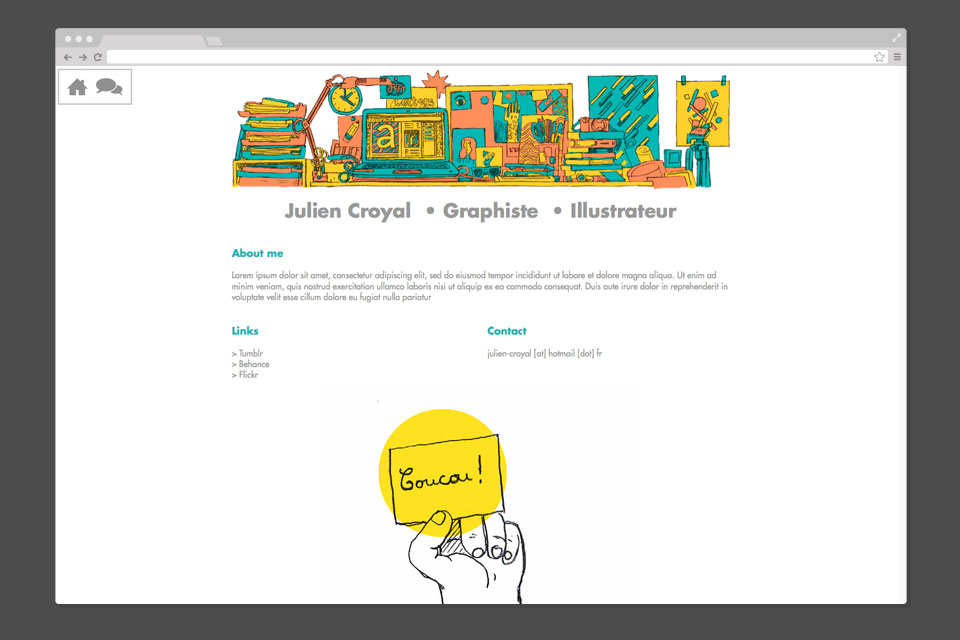 a
Julien Croyal • Graphiste • Illustrateur
About me
Lorem ipsum dolor sit amet, consectetur adipiscing elit, sed do eiusmod tempor incididunt ut labore et dolore magna aliqua. Ut enim ad
minim veniam, quis nostrud exercitation ullamco laboris nisi ut aliquip ex ea commodo consequat. Duis aute irure dolor in reprehenderit in
voluptate velit esse cillum dolore eu fugiat nulla pariatur
Links
Contact
> Tumblr
julien-croyal [at] hotmail [dot] fr
> Behance
> Flickr
Coucou !